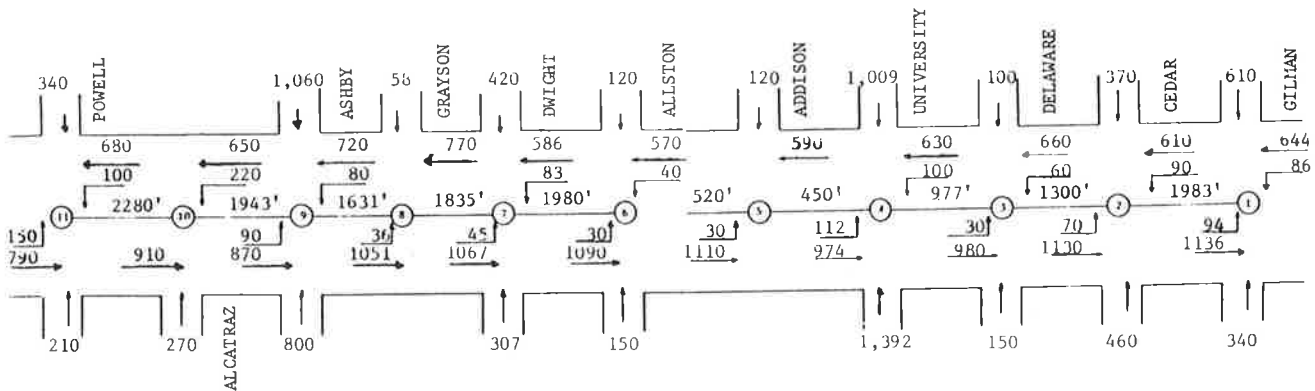 340 POWELL 1,060 ASHBY 56 GRAYSON 420 DWIGHT 120 ALLSTON 120 ADDISON 1,009 UNIVERSITY 100 DELAWARE 370 CEDAR 610 GILMAN
680 650 720 770 586 570 590 630 660 610 644
100 220 80 83 40 100 60 90 86
2280' 1943' 1631' 1835' 1980' 520' 450' 977' 1300' 1983'
11 10 9 8 7 6 5 4 3 2 1
150 90 36 45 30 30 112 30 70 94
790 910 870 1051 1067 1090 1110 974 980 1130 1136
210 270 ALCATRAZ 800 307 150 1,392 150 460 340